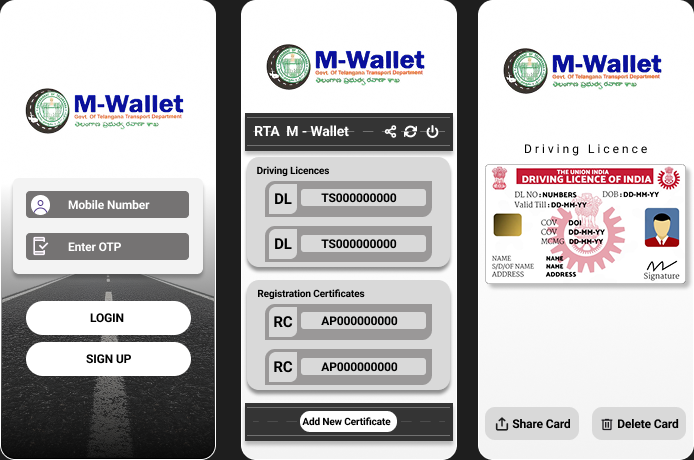 M-Wallet
Govt. Of Telangana Transport Department
తెలంగాణ ప్రభుత్వ రవాణా శాఖ
Mobile Number
Enter OTP
LOGIN
SIGN UP
M-Wallet
Govt. Of Telangana Transport Department
తెలంగాణ ప్రభుత్వ రవాణా శాఖ
RTA M - Wallet
Driving Licences
DL TS000000000
DL TS000000000
Registration Certificates
RC AP000000000
RC AP000000000
Add New Certificate
M-Wallet
Govt. Of Telangana Transport Department
తెలంగాణ ప్రభుత్వ రవాణా శాఖ
Driving Licence
THE UNION INDIA
DRIVING LICENCE OF INDIA
DL NO : NUMBERS DOB : DD-MM-YY
Valid Till : DD-MM-YY
COV DOI
COV DD-MM-YY
MCMG DD-MM-YY
NAME NAME
S/D/OF NAME NAME
ADDRESS ADDRESS
Signature
Share Card
Delete Card